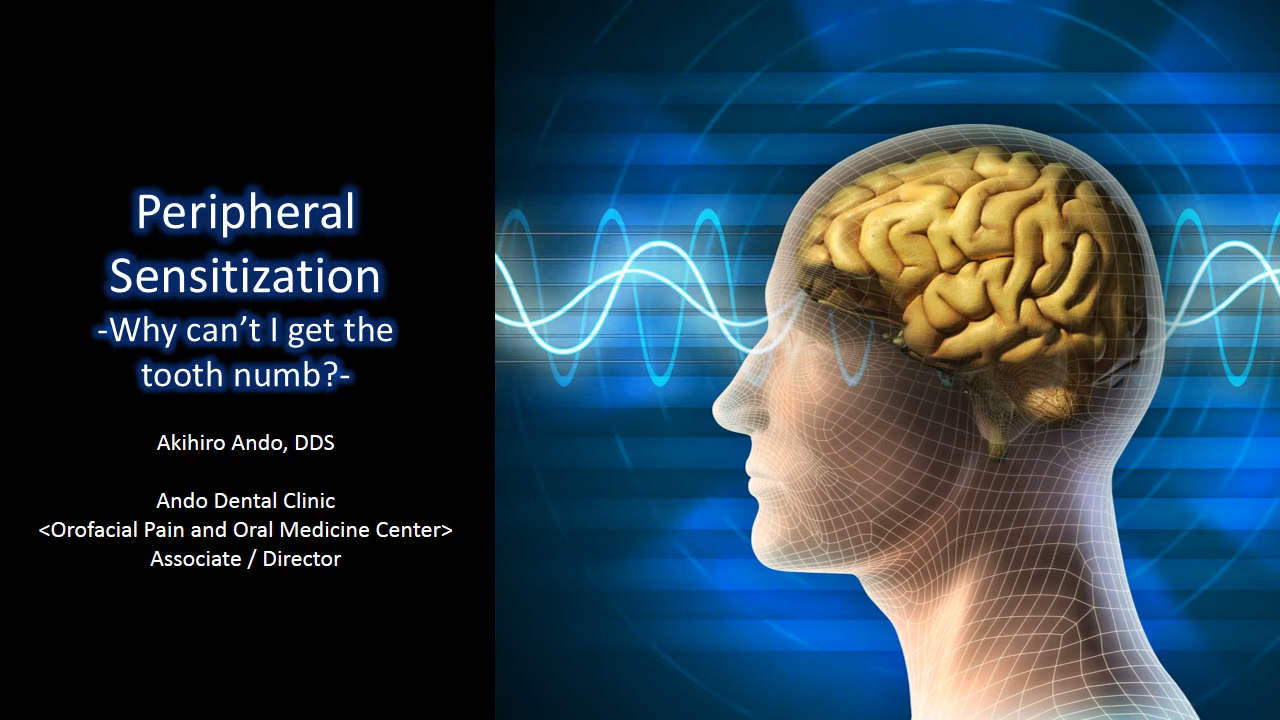 Peripheral
Sensitization
-Why can’t I get the
tooth numb?-
Akihiro Ando, DDS
Ando Dental Clinic
<Orofacial Pain and Oral Medicine Center>
Associate / Director